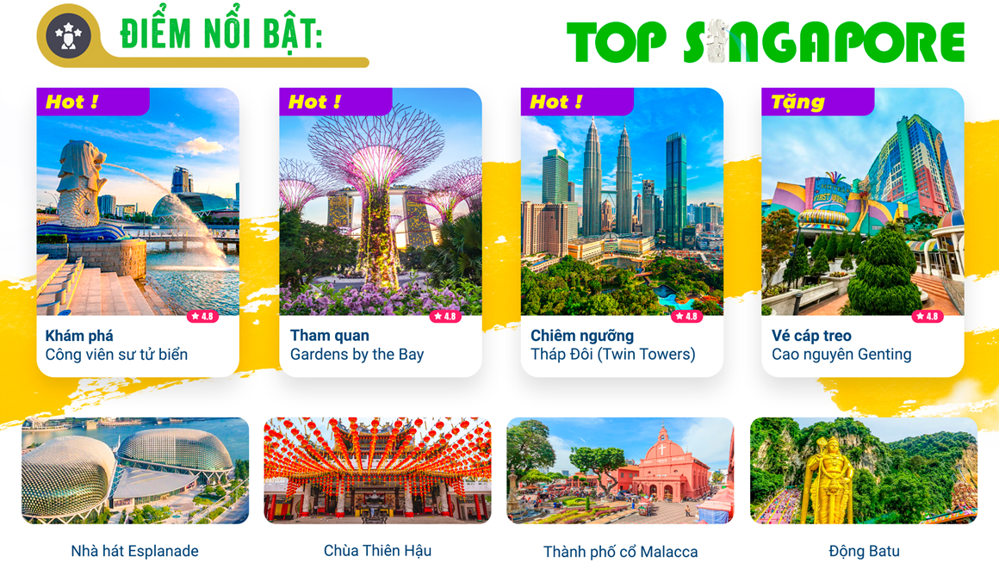 ĐIỂM NỔI BẬT:
TOP SINGAPORE
Hot !
Hot !
Hot !
Tặng
FIRST WORLD
4.8
4.8
4.8
4.8
Khám phá
Công viên sư tử biển
Tham quan
Gardens by the Bay
Chiêm ngưỡng
Tháp Đôi (Twin Towers)
Vé cáp treo
Cao nguyên Genting
Nhà hát Esplanade
Chùa Thiên Hậu
Thành phố cổ Malacca
Động Batu